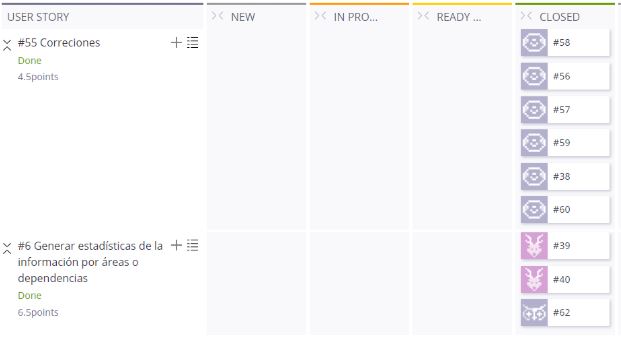 USER STORY
NEW
IN PRO...
READY ...
CLOSED
#55 Correciones
Done
4.5points
#58
#56
#57
#59
#38
#60
#6 Generar estadísticas de la
información por áreas o
dependencias
Done
6.5points
#39
#40
#62